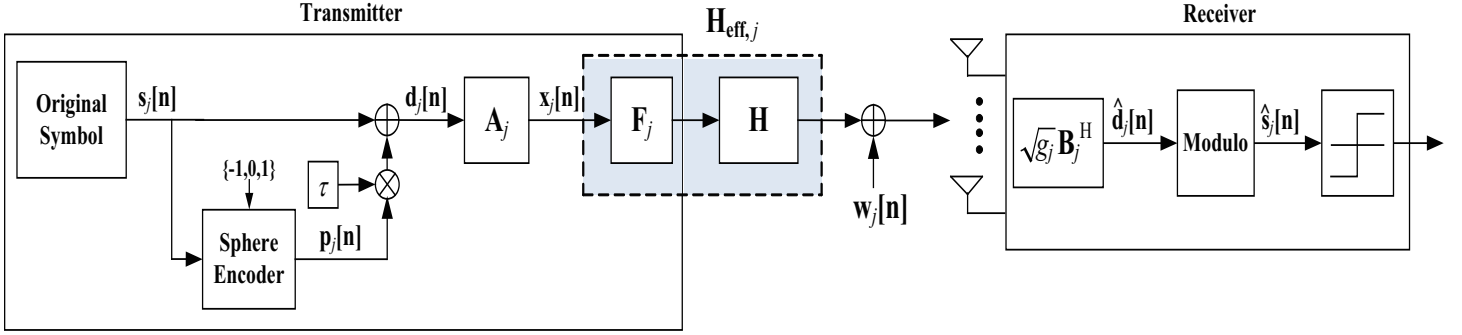 Transmitter
H_eff,j
Receiver
Original
Symbol
s_j[n]
d_j[n]
A_j
x_j[n]
F_j
H
√g_j B_j^H
d̂_j[n]
Modulo
ŝ_j[n]
{-1,0,1}
τ
Sphere
Encoder
p_j[n]
w_j[n]